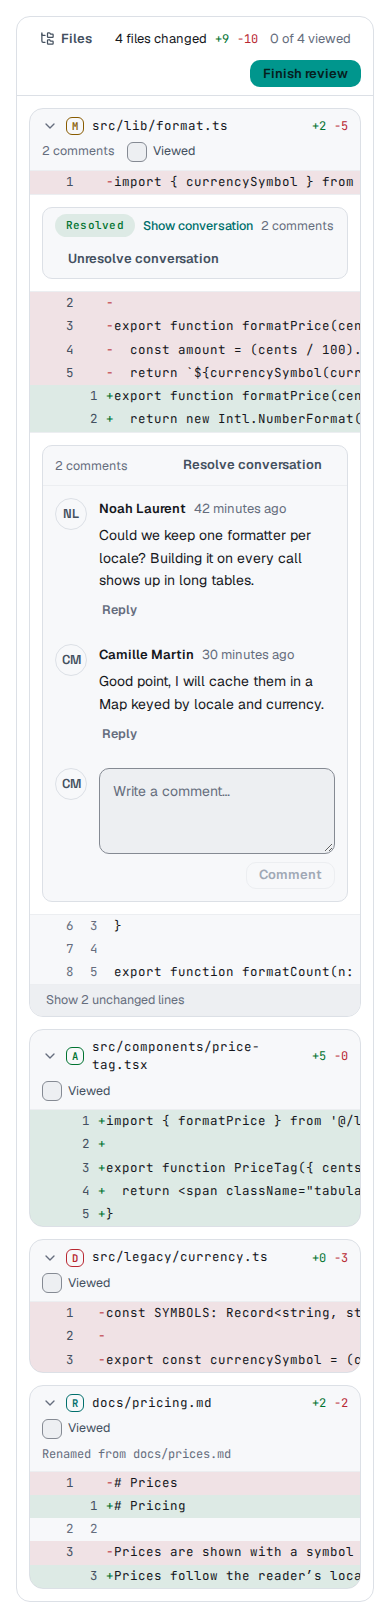 Files 4 files changed +9 -10 0 of 4 viewed
Finish review
M src/lib/format.ts +2 -5
2 comments Viewed
1 -import { currencySymbol } from
Resolved Show conversation 2 comments
Unresolve conversation
2 -
3 -export function formatPrice(cen
4 -  const amount = (cents / 100).
5 -  return `${currencySymbol(curr
1 +export function formatPrice(cen
2 +  return new Intl.NumberFormat(
2 comments Resolve conversation
NL Noah Laurent 42 minutes ago
Could we keep one formatter per
locale? Building it on every call
shows up in long tables.
Reply
CM Camille Martin 30 minutes ago
Good point, I will cache them in a
Map keyed by locale and currency.
Reply
CM Write a comment…
Comment
6 3 }
7 4
8 5 export function formatCount(n:
Show 2 unchanged lines
A src/components/price-
tag.tsx +5 -0
Viewed
1 +import { formatPrice } from '@/l
2 +
3 +export function PriceTag({ cents
4 +  return <span className="tabula
5 +}
D src/legacy/currency.ts +0 -3
Viewed
1 -const SYMBOLS: Record<string, st
2 -
3 -export const currencySymbol = (c
R docs/pricing.md +2 -2
Viewed
Renamed from docs/prices.md
1 -# Prices
1 +# Pricing
2 2
3 -Prices are shown with a symbol
3 +Prices follow the reader’s loca